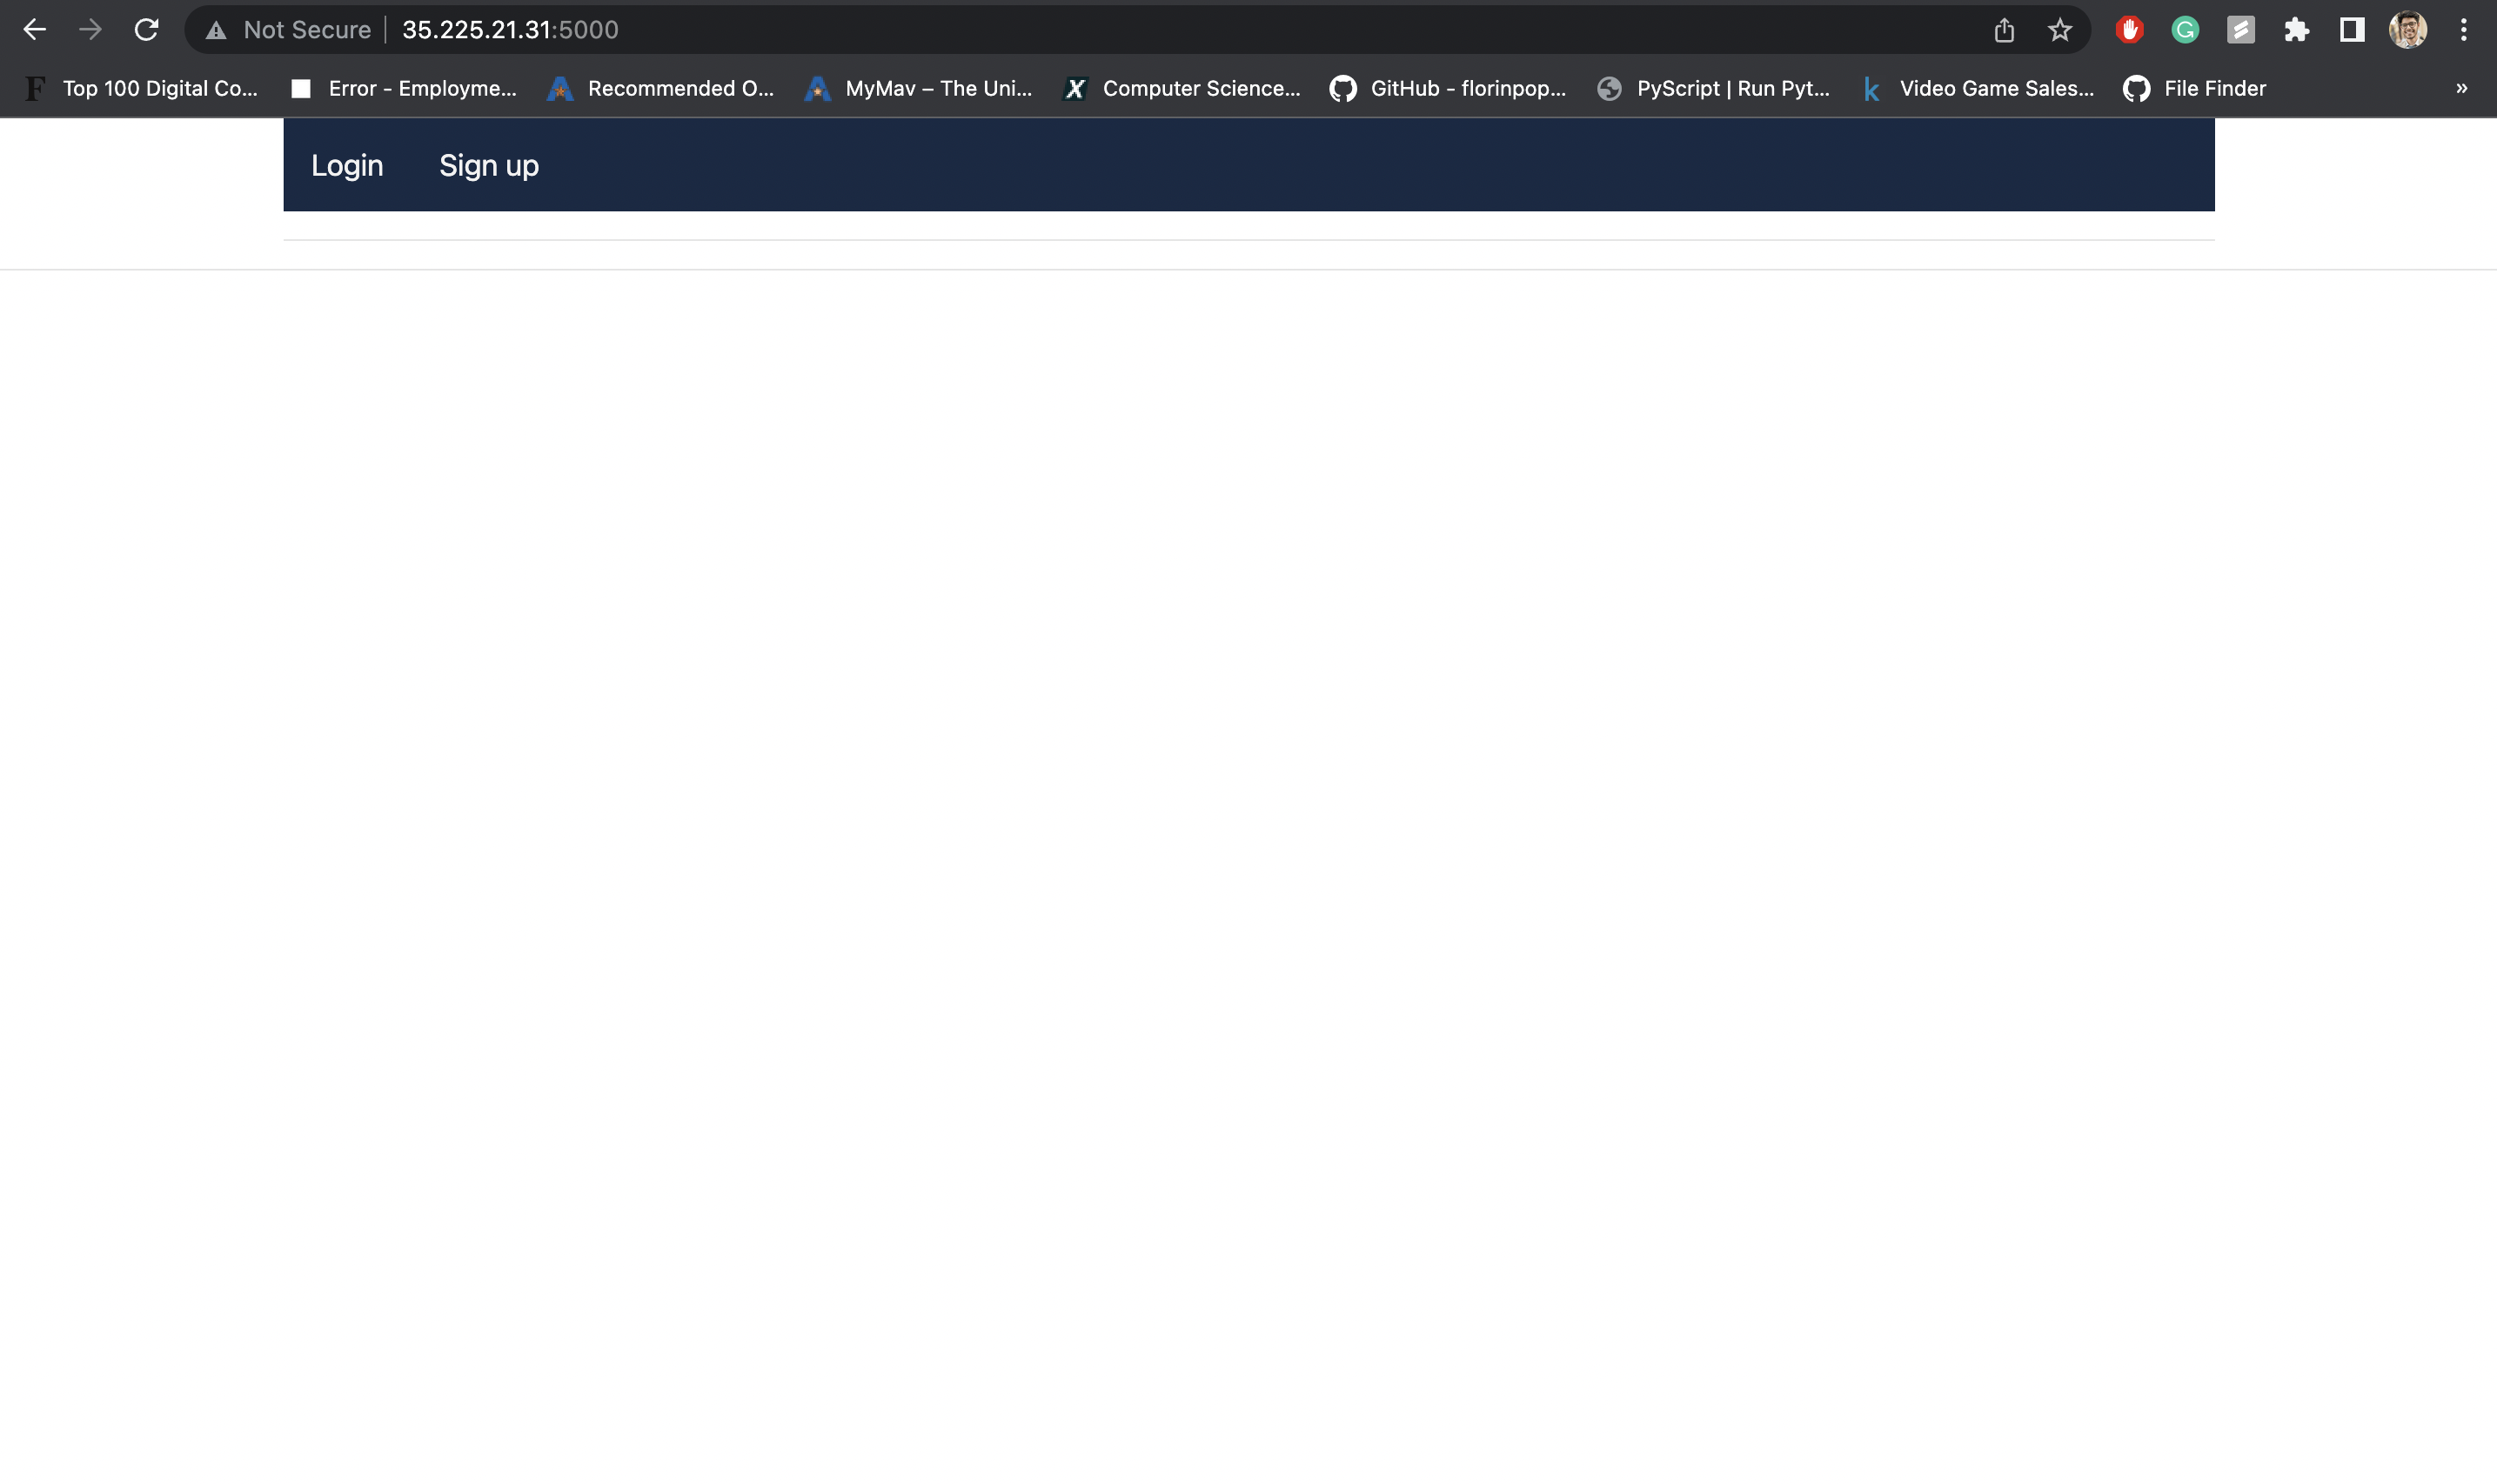 Not Secure 35.225.21.31:5000
F Top 100 Digital Co... Error - Employme... Recommended O... MyMav – The Uni... X Computer Science... GitHub - florinpop... PyScript | Run Pyt... k Video Game Sales... File Finder »
Login Sign up